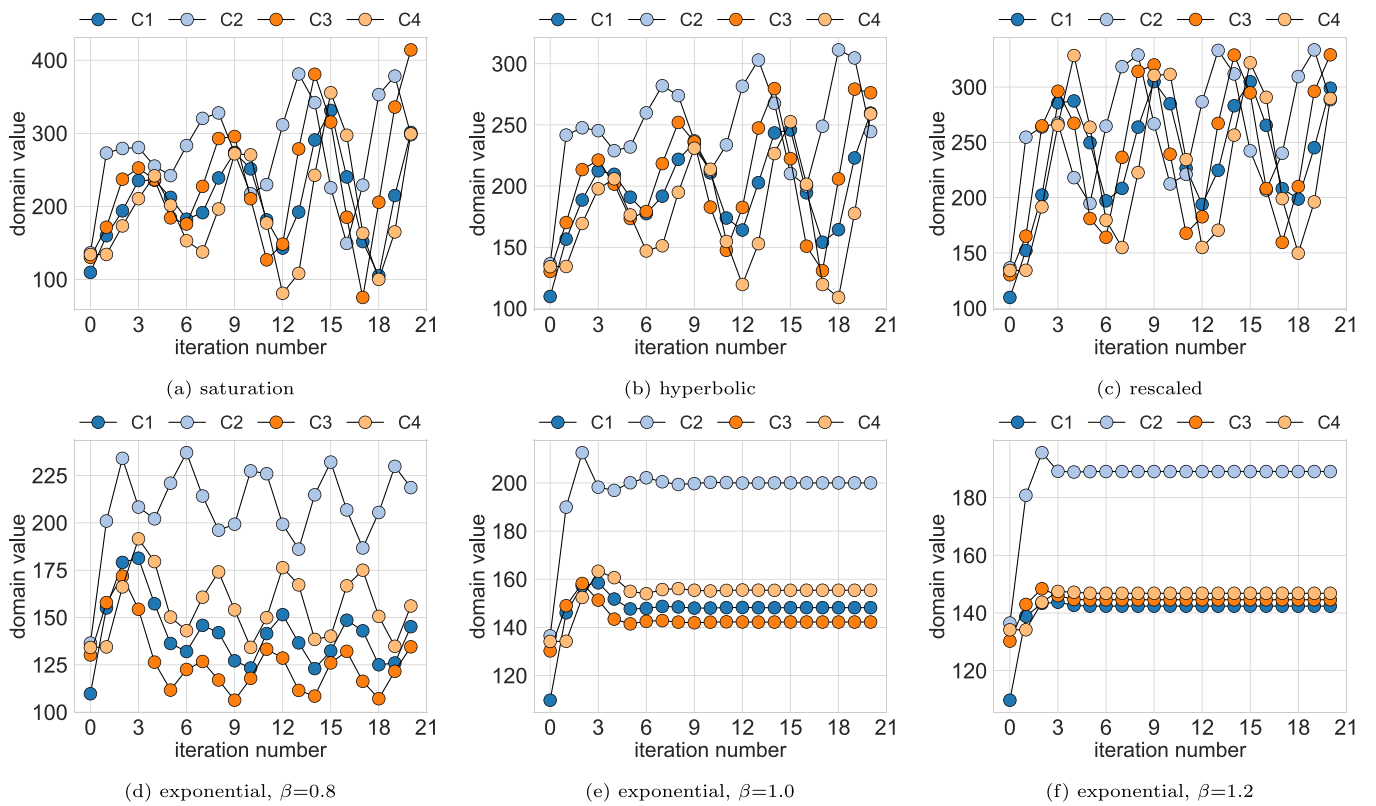 C1 C2 C3 C4
400
300
200
100
domain value
0 3 6 9 12 15 18 21
iteration number
(a) saturation
C1 C2 C3 C4
300
250
200
150
100
domain value
0 3 6 9 12 15 18 21
iteration number
(b) hyperbolic
C1 C2 C3 C4
300
250
200
150
100
domain value
0 3 6 9 12 15 18 21
iteration number
(c) rescaled
C1 C2 C3 C4
225
200
175
150
125
100
domain value
0 3 6 9 12 15 18 21
iteration number
(d) exponential, β=0.8
C1 C2 C3 C4
200
180
160
140
120
domain value
0 3 6 9 12 15 18 21
iteration number
(e) exponential, β=1.0
C1 C2 C3 C4
180
160
140
120
domain value
0 3 6 9 12 15 18 21
iteration number
(f) exponential, β=1.2